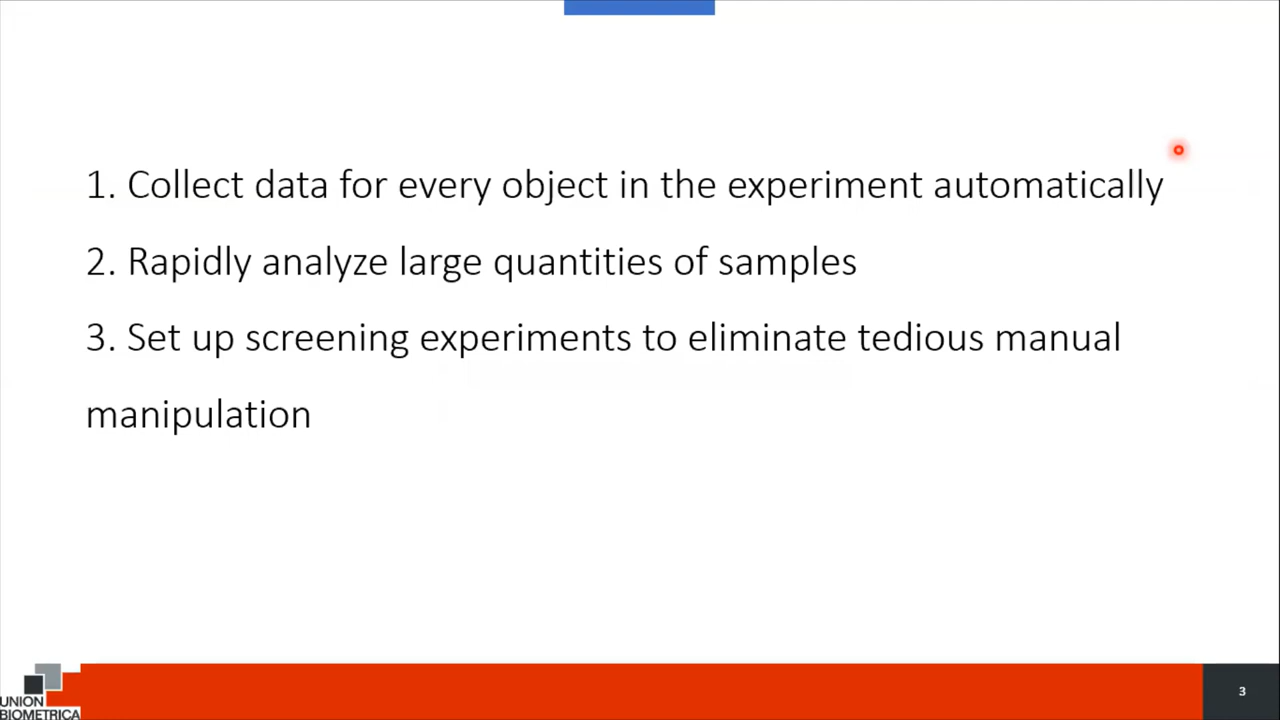 1. Collect data for every object in the experiment automatically
2. Rapidly analyze large quantities of samples
3. Set up screening experiments to eliminate tedious manual
manipulation
UNION
BIOMETRICA
3